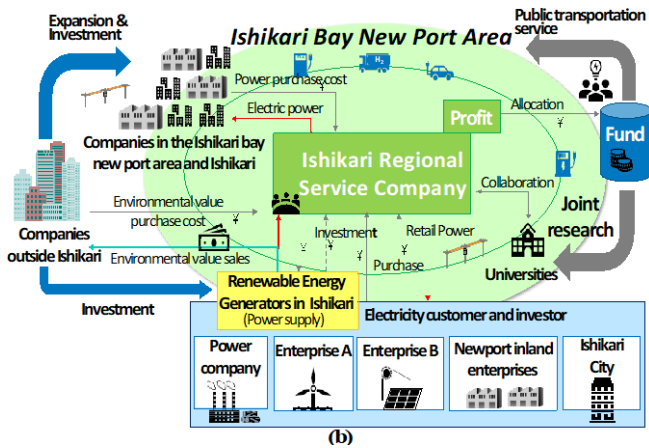 Expansion &
Investment
Ishikari Bay New Port Area
Public transportation
service
H₂
Power purchase cost
¥
Electric power
Companies in the Ishikari bay
new port area and Ishikari
Profit
Allocation
¥
Fund
Ishikari Regional
Service Company
Collaboration
Joint
research
Universities
Environmental value
purchase cost
¥
Companies
outside Ishikari
Environmental value sales
Investment
¥
¥
Retail Power
¥
¥
Purchase
Investment
Renewable Energy
Generators in Ishikari
(Power supply)
Electricity customer and investor
Power
company
Enterprise A
Enterprise B
Newport inland
enterprises
Ishikari
City
(b)